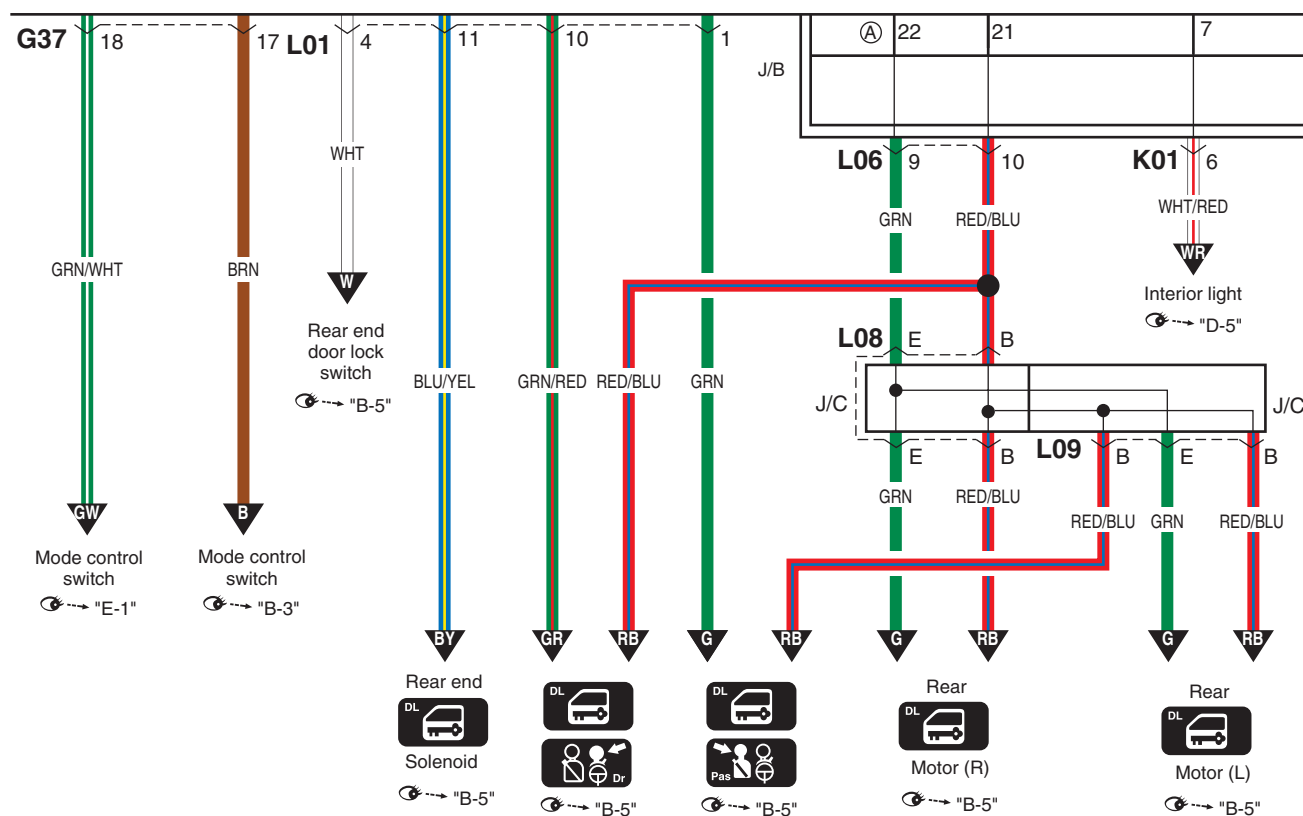 G37 18 17 L01 4 11 10 1
A 22 21 7
J/B
L06 9 10 K01 6
WHT
GRN RED/BLU WHT/RED
GRN/WHT BRN
W
WR
Interior light
"D-5"
Rear end
door lock
switch
"B-5"
L08 E B
BLU/YEL GRN/RED RED/BLU GRN
J/C J/C
E B L09 B E B
GRN RED/BLU
RED/BLU GRN RED/BLU
GW B
Mode control
switch
"E-1"
Mode control
switch
"B-3"
BY GR RB G RB G RB G RB
Rear end
DL
Solenoid
"B-5"
DL
Dr
"B-5"
DL
Pas
"B-5"
Rear
DL
Motor (R)
"B-5"
Rear
DL
Motor (L)
"B-5"